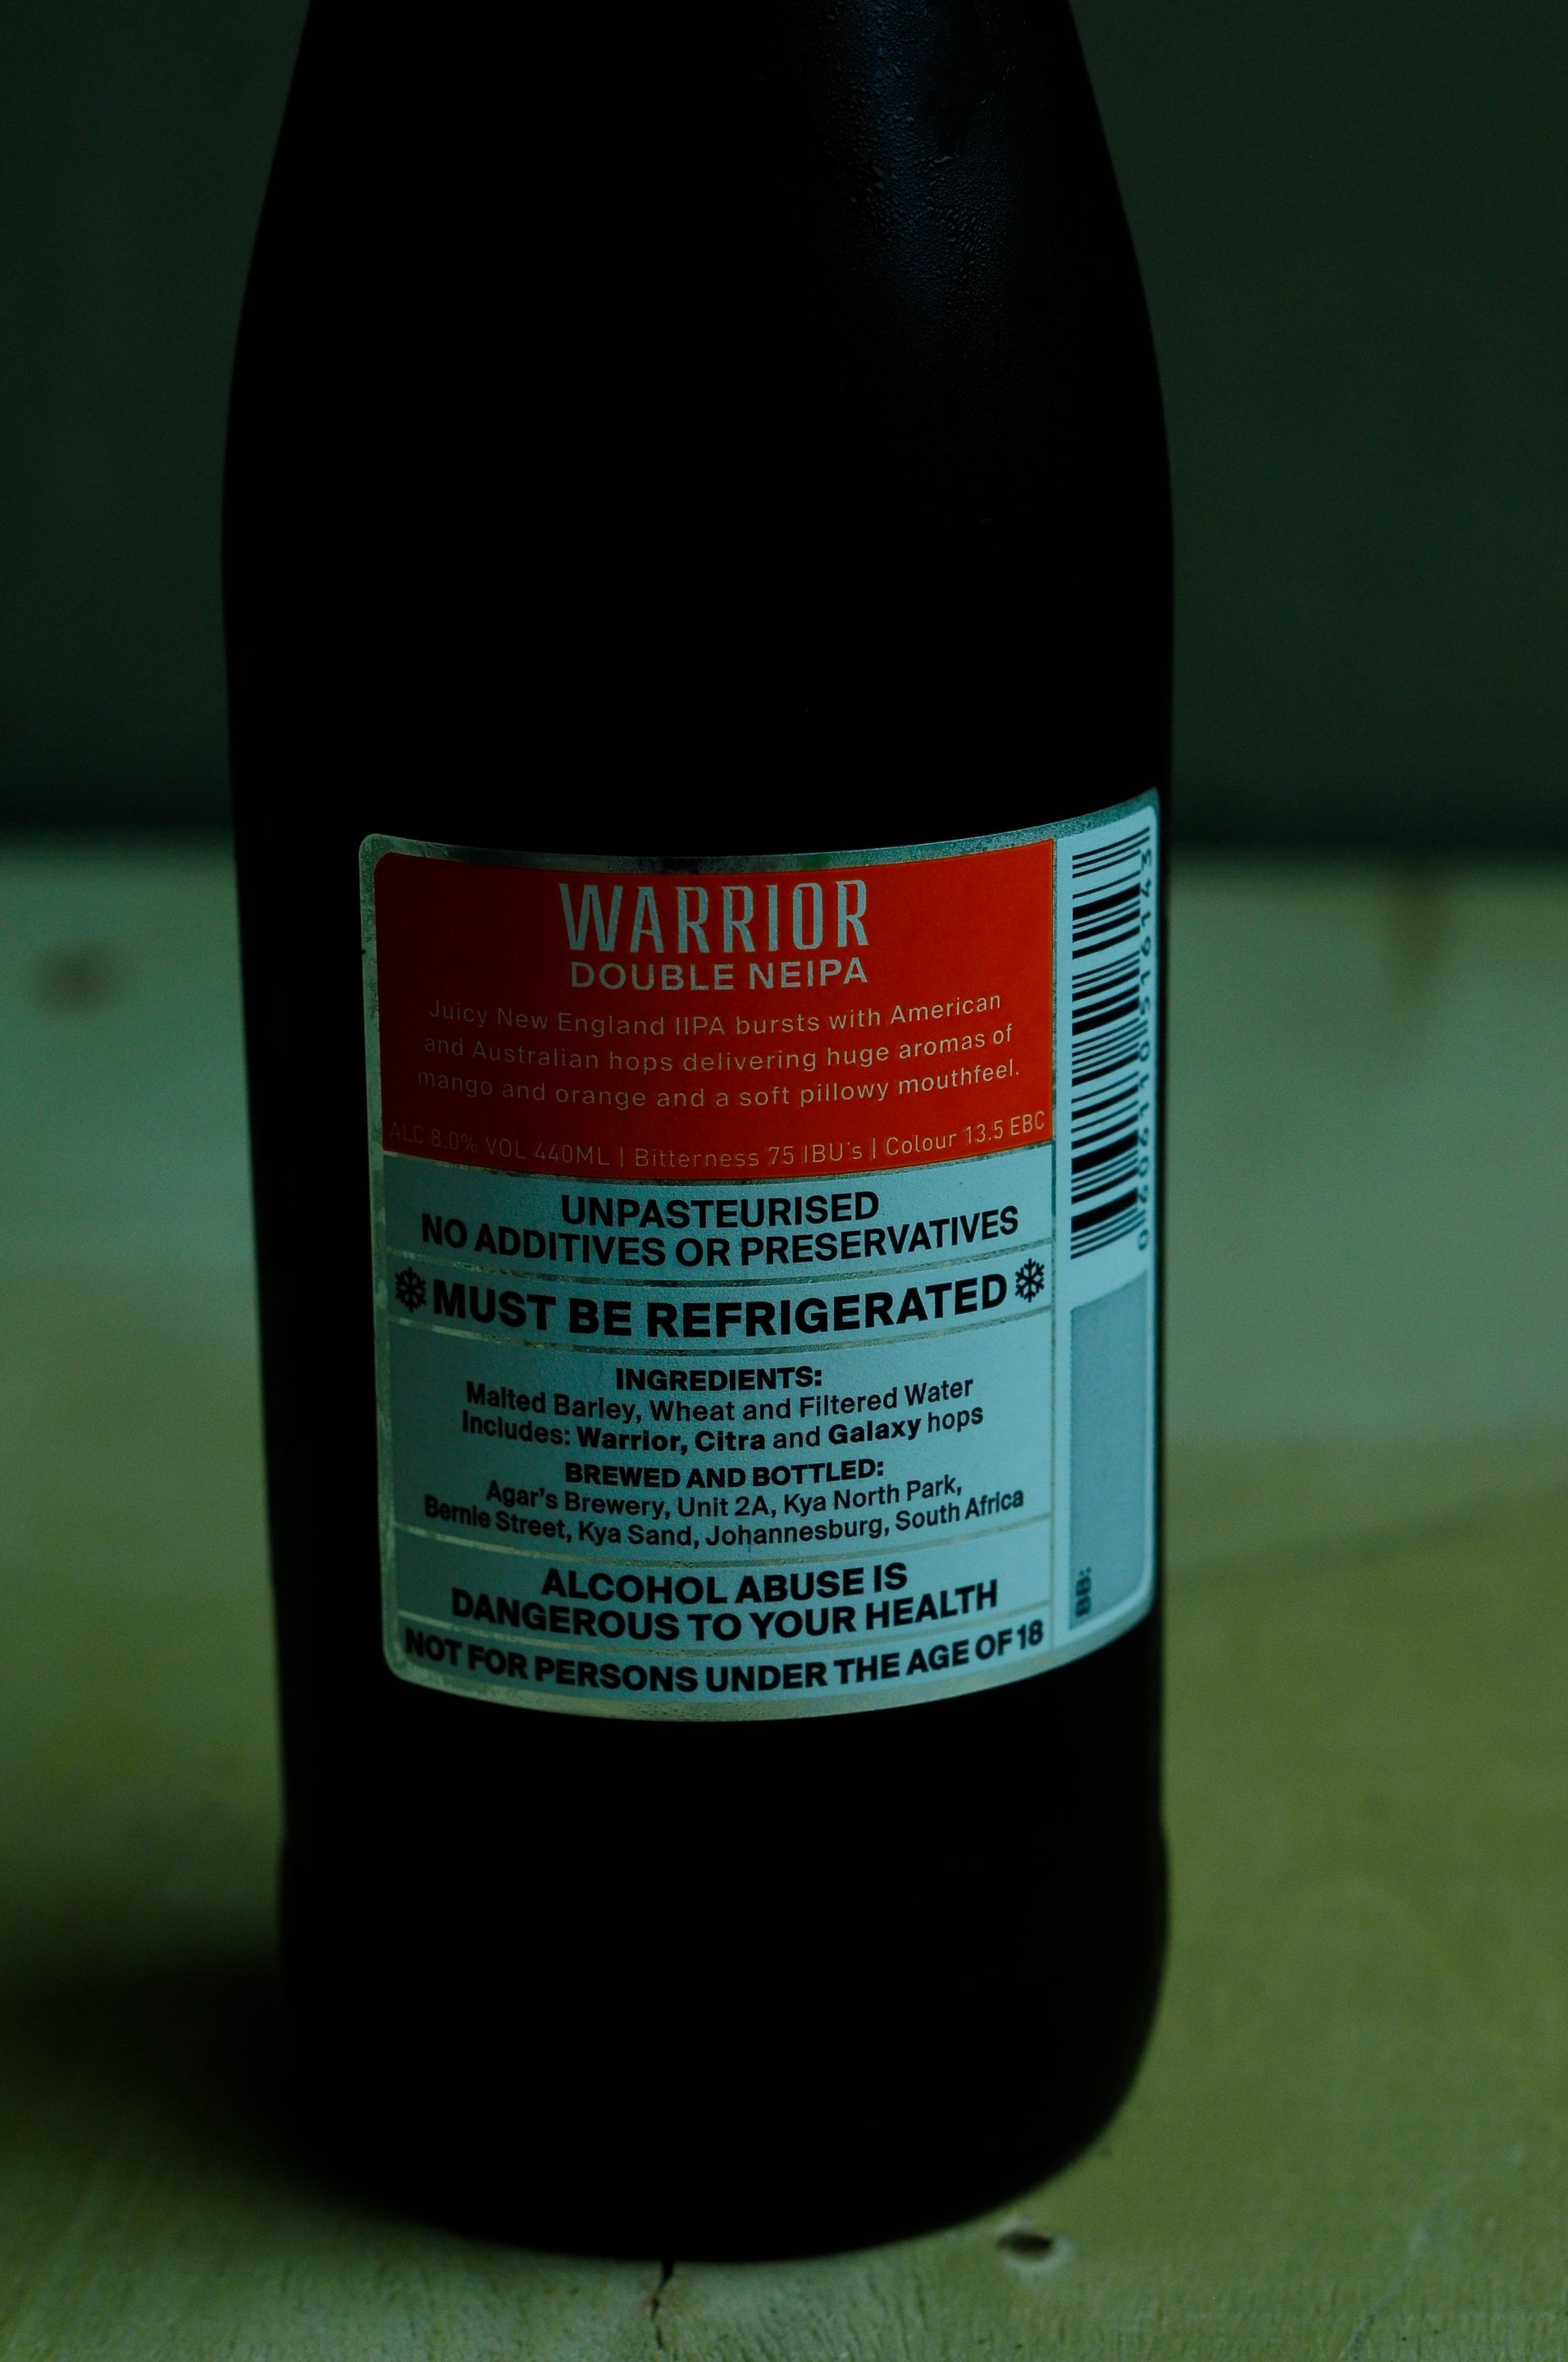 WARRIOR
DOUBLE NEIPA
Juicy New England IIPA bursts with American
and Australian hops delivering huge aromas of
mango and orange and a soft pillowy mouthfeel.
ALC 8.0% VOL 440ML | Bitterness 75 IBU's | Colour 13.5 EBC
UNPASTEURISED
NO ADDITIVES OR PRESERVATIVES
MUST BE REFRIGERATED
INGREDIENTS:
Malted Barley, Wheat and Filtered Water
Includes: Warrior, Citra and Galaxy hops
BREWED AND BOTTLED:
Agar's Brewery, Unit 2A, Kya North Park,
Bernie Street, Kya Sand, Johannesburg, South Africa
ALCOHOL ABUSE IS
DANGEROUS TO YOUR HEALTH
NOT FOR PERSONS UNDER THE AGE OF 18
BB: